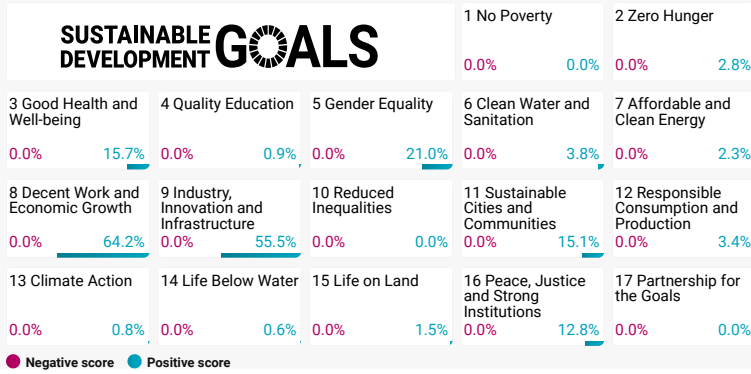 SUSTAINABLE
DEVELOPMENT
GOALS
1 No Poverty
0.0% 0.0%
2 Zero Hunger
0.0% 2.8%
3 Good Health and
Well-being
0.0% 15.7%
4 Quality Education
0.0% 0.9%
5 Gender Equality
0.0% 21.0%
6 Clean Water and
Sanitation
0.0% 3.8%
7 Affordable and
Clean Energy
0.0% 2.3%
8 Decent Work and
Economic Growth
0.0% 64.2%
9 Industry,
Innovation and
Infrastructure
0.0% 55.5%
10 Reduced
Inequalities
0.0% 0.0%
11 Sustainable
Cities and
Communities
0.0% 15.1%
12 Responsible
Consumption and
Production
0.0% 3.4%
13 Climate Action
0.0% 0.8%
14 Life Below Water
0.0% 0.6%
15 Life on Land
0.0% 1.5%
16 Peace, Justice
and Strong
Institutions
0.0% 12.8%
17 Partnership for
the Goals
0.0% 0.0%
Negative score Positive score